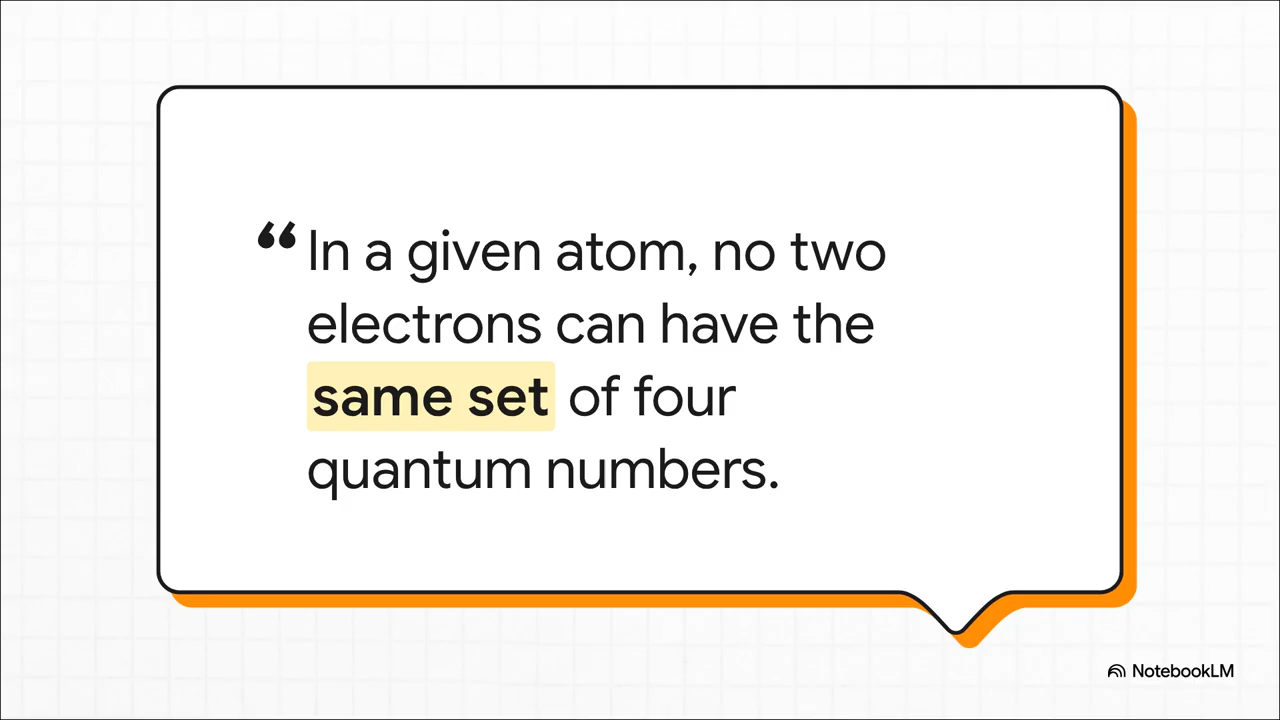 “In a given atom, no two
electrons can have the
same set of four
quantum numbers.
NotebookLM